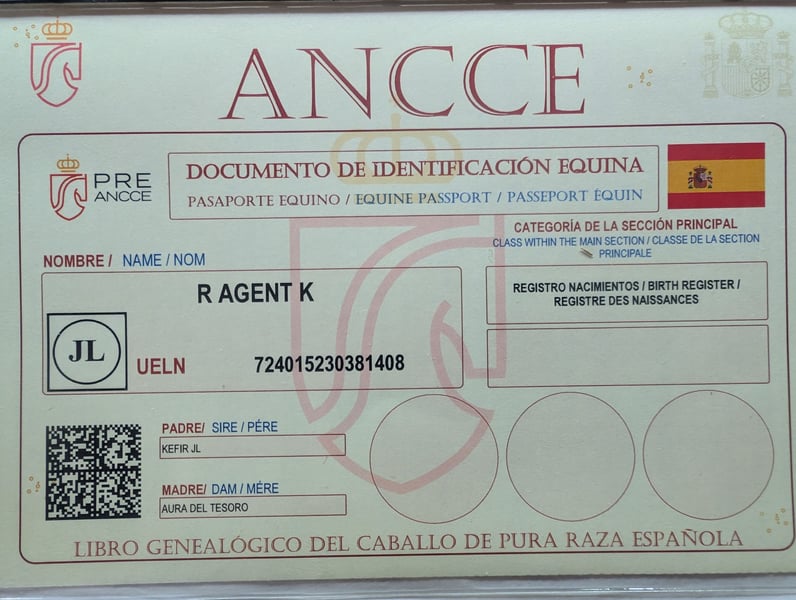 ANCCE
PRE
ANCCE
DOCUMENTO DE IDENTIFICACIÓN EQUINA
PASAPORTE EQUINO / EQUINE PASSPORT / PASSEPORT ÉQUIN
CATEGORÍA DE LA SECCIÓN PRINCIPAL
CLASS WITHIN THE MAIN SECTION / CLASSE DE LA SECTION
PRINCIPALE
NOMBRE / NAME / NOM
R AGENT K
REGISTRO NACIMIENTOS / BIRTH REGISTER /
REGISTRE DES NAISSANCES
JL
UELN 724015230381408
PADRE/ SIRE / PÉRE
KEFIR JL
MADRE/ DAM / MÈRE
AURA DEL TESORO
LIBRO GENEALÓGICO DEL CABALLO DE PURA RAZA ESPAÑOLA